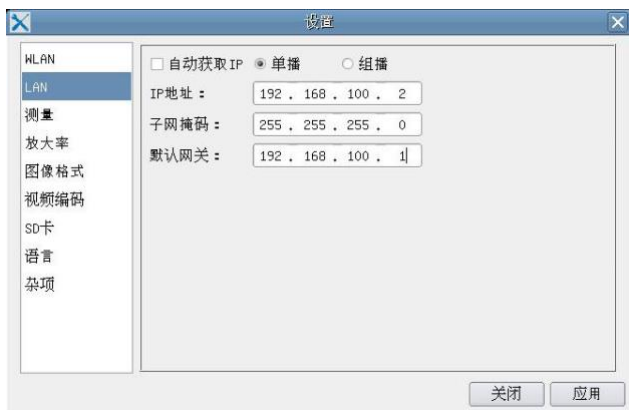 设置
WLAN
LAN
测量
放大率
图像格式
视频编码
SD卡
语言
杂项
自动获取IP 单播 组播
IP地址： 192 . 168 . 100 . 2
子网掩码： 255 . 255 . 255 . 0
默认网关： 192 . 168 . 100 . 1
关闭 应用